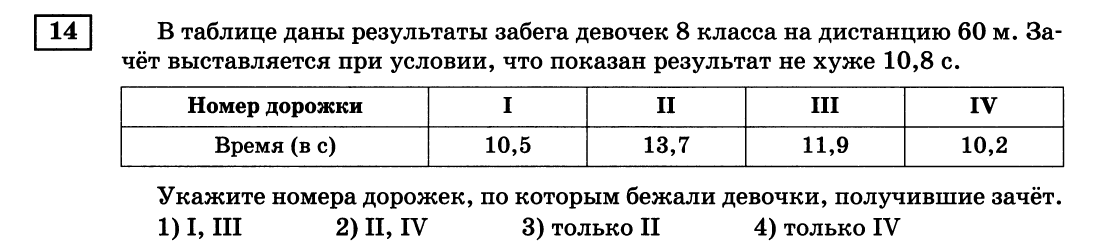 14
В таблице даны результаты забега девочек 8 класса на дистанцию 60 м. За-
чёт выставляется при условии, что показан результат не хуже 10,8 с.
Номер дорожки I II III IV
Время (в с) 10,5 13,7 11,9 10,2
Укажите номера дорожек, по которым бежали девочки, получившие зачёт.
1) I, III 2) II, IV 3) только II 4) только IV